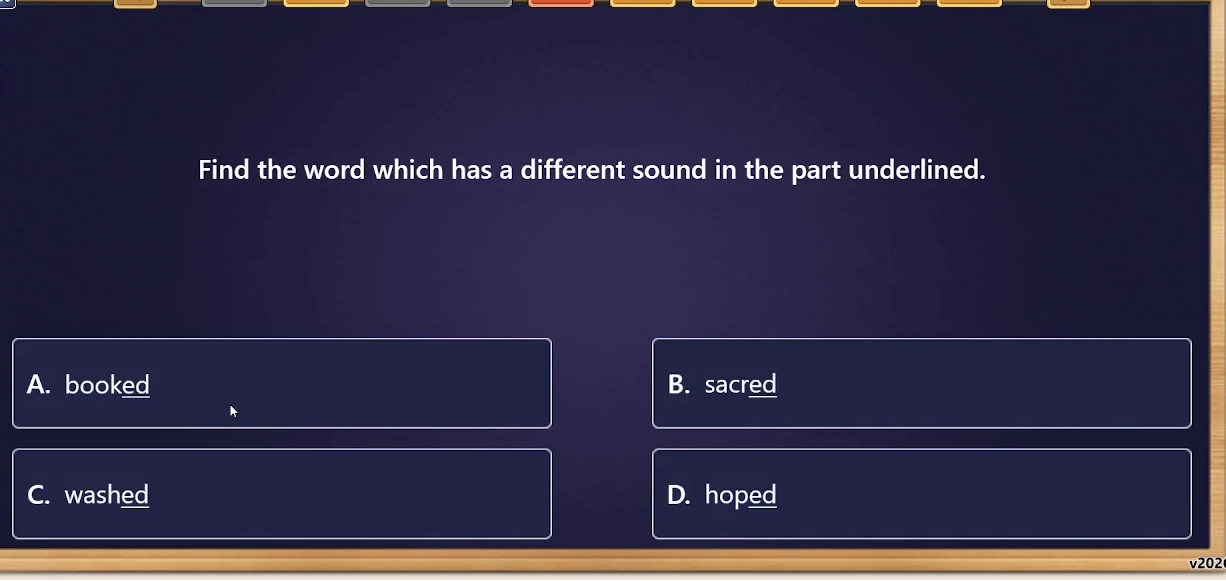 Find the word which has a different sound in the part underlined.
A. booked
B. sacred
C. washed
D. hoped